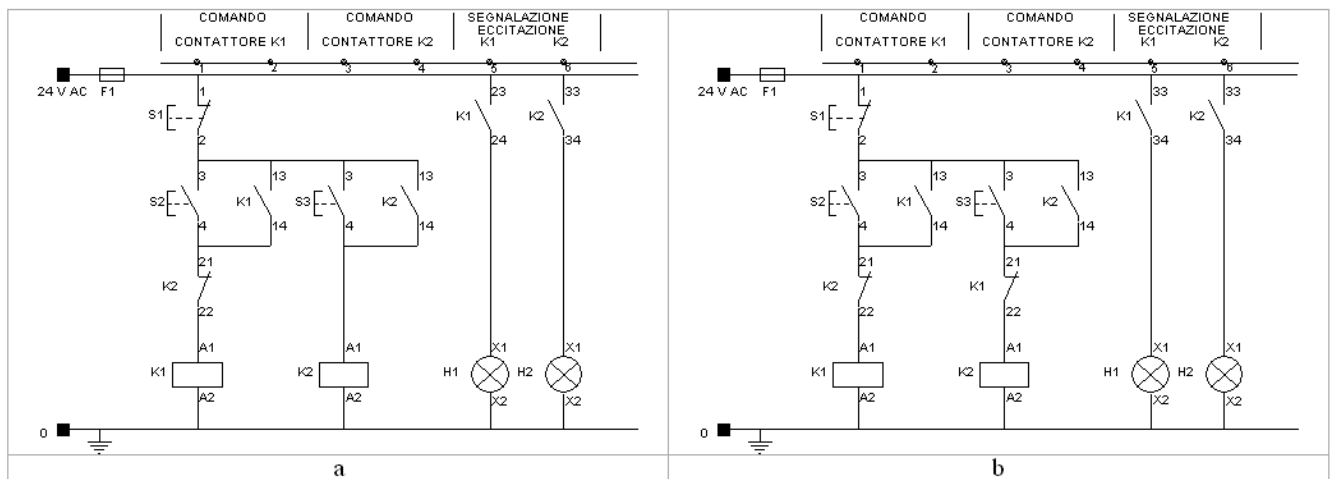 COMANDO COMANDO SEGNALAZIONE
ECCITAZIONE
CONTATTORE K1 CONTATTORE K2 K1 K2
1 2 3 4 5 6
24 V AC F1 1 23 33
S1 K1 K2
2 24 34
3 13 3 13
S2 K1 S3 K2
4 14 4 14
21
K2
22
A1 A1 X1 X1
K1 K2 H1 H2
A2 A2 X2 X2
0
a
COMANDO COMANDO SEGNALAZIONE
ECCITAZIONE
CONTATTORE K1 CONTATTORE K2 K1 K2
1 2 3 4 5 6
24 V AC F1 1 33 33
S1 K1 K2
2 34 34
3 13 3 13
S2 K1 S3 K2
4 14 4 14
21 21
K2 K1
22 22
A1 A1 X1 X1
K1 K2 H1 H2
A2 A2 X2 X2
0
b